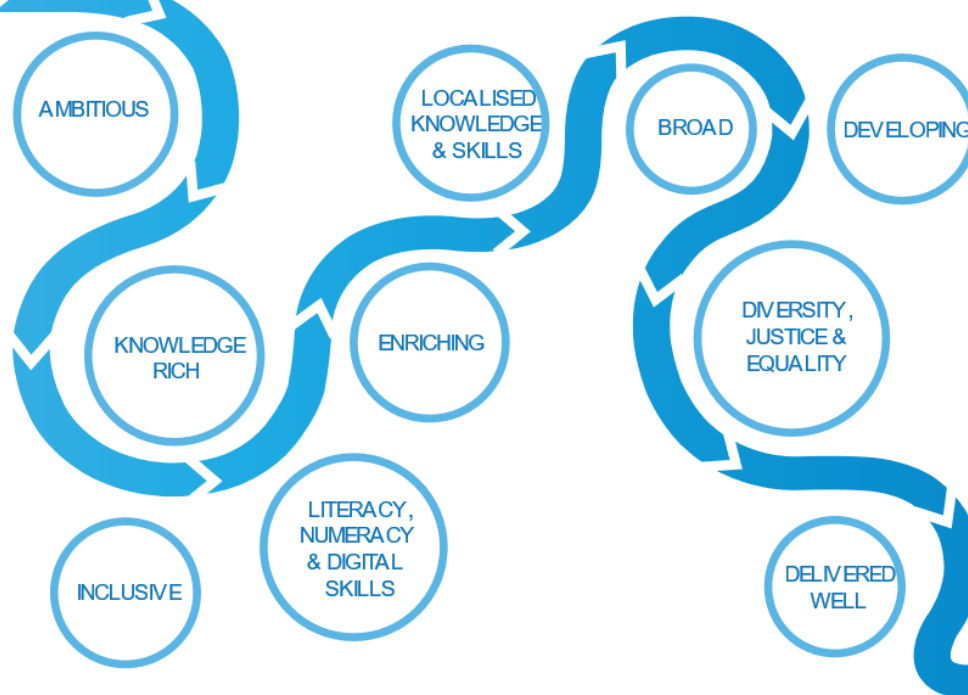 AMBITIOUS
LOCALISED
KNOWLEDGE
& SKILLS
BROAD
DEVELOPING
KNOWLEDGE
RICH
ENRICHING
DIVERSITY,
JUSTICE &
EQUALITY
INCLUSIVE
LITERACY,
NUMERACY
& DIGITAL
SKILLS
DELIVERED
WELL